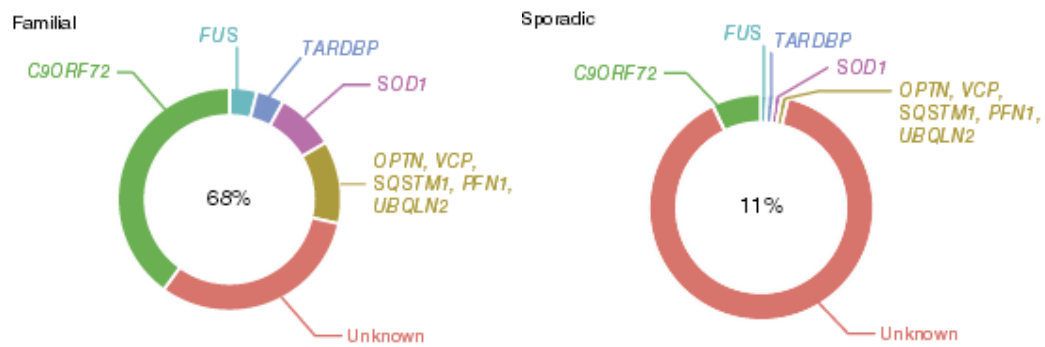 Familial
FUS
TARDBP
C9ORF72
SOD1
OPTN, VCP,
SQSTM1, PFN1,
UBQLN2
68%
Unknown
Sporadic
FUS
TARDBP
C9ORF72
SOD1
OPTN, VCP,
SQSTM1, PFN1,
UBQLN2
11%
Unknown